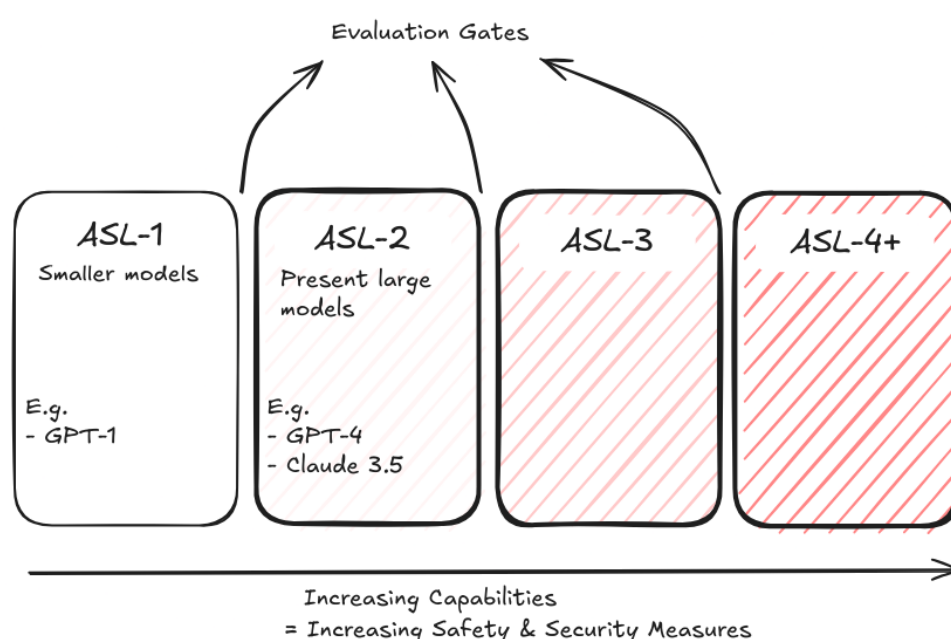 Evaluation Gates
ASL-1
Smaller models
E.g.
- GPT-1
ASL-2
Present large
models
E.g.
- GPT-4
- Claude 3.5
ASL-3
ASL-4+
Increasing Capabilities
= Increasing Safety & Security Measures